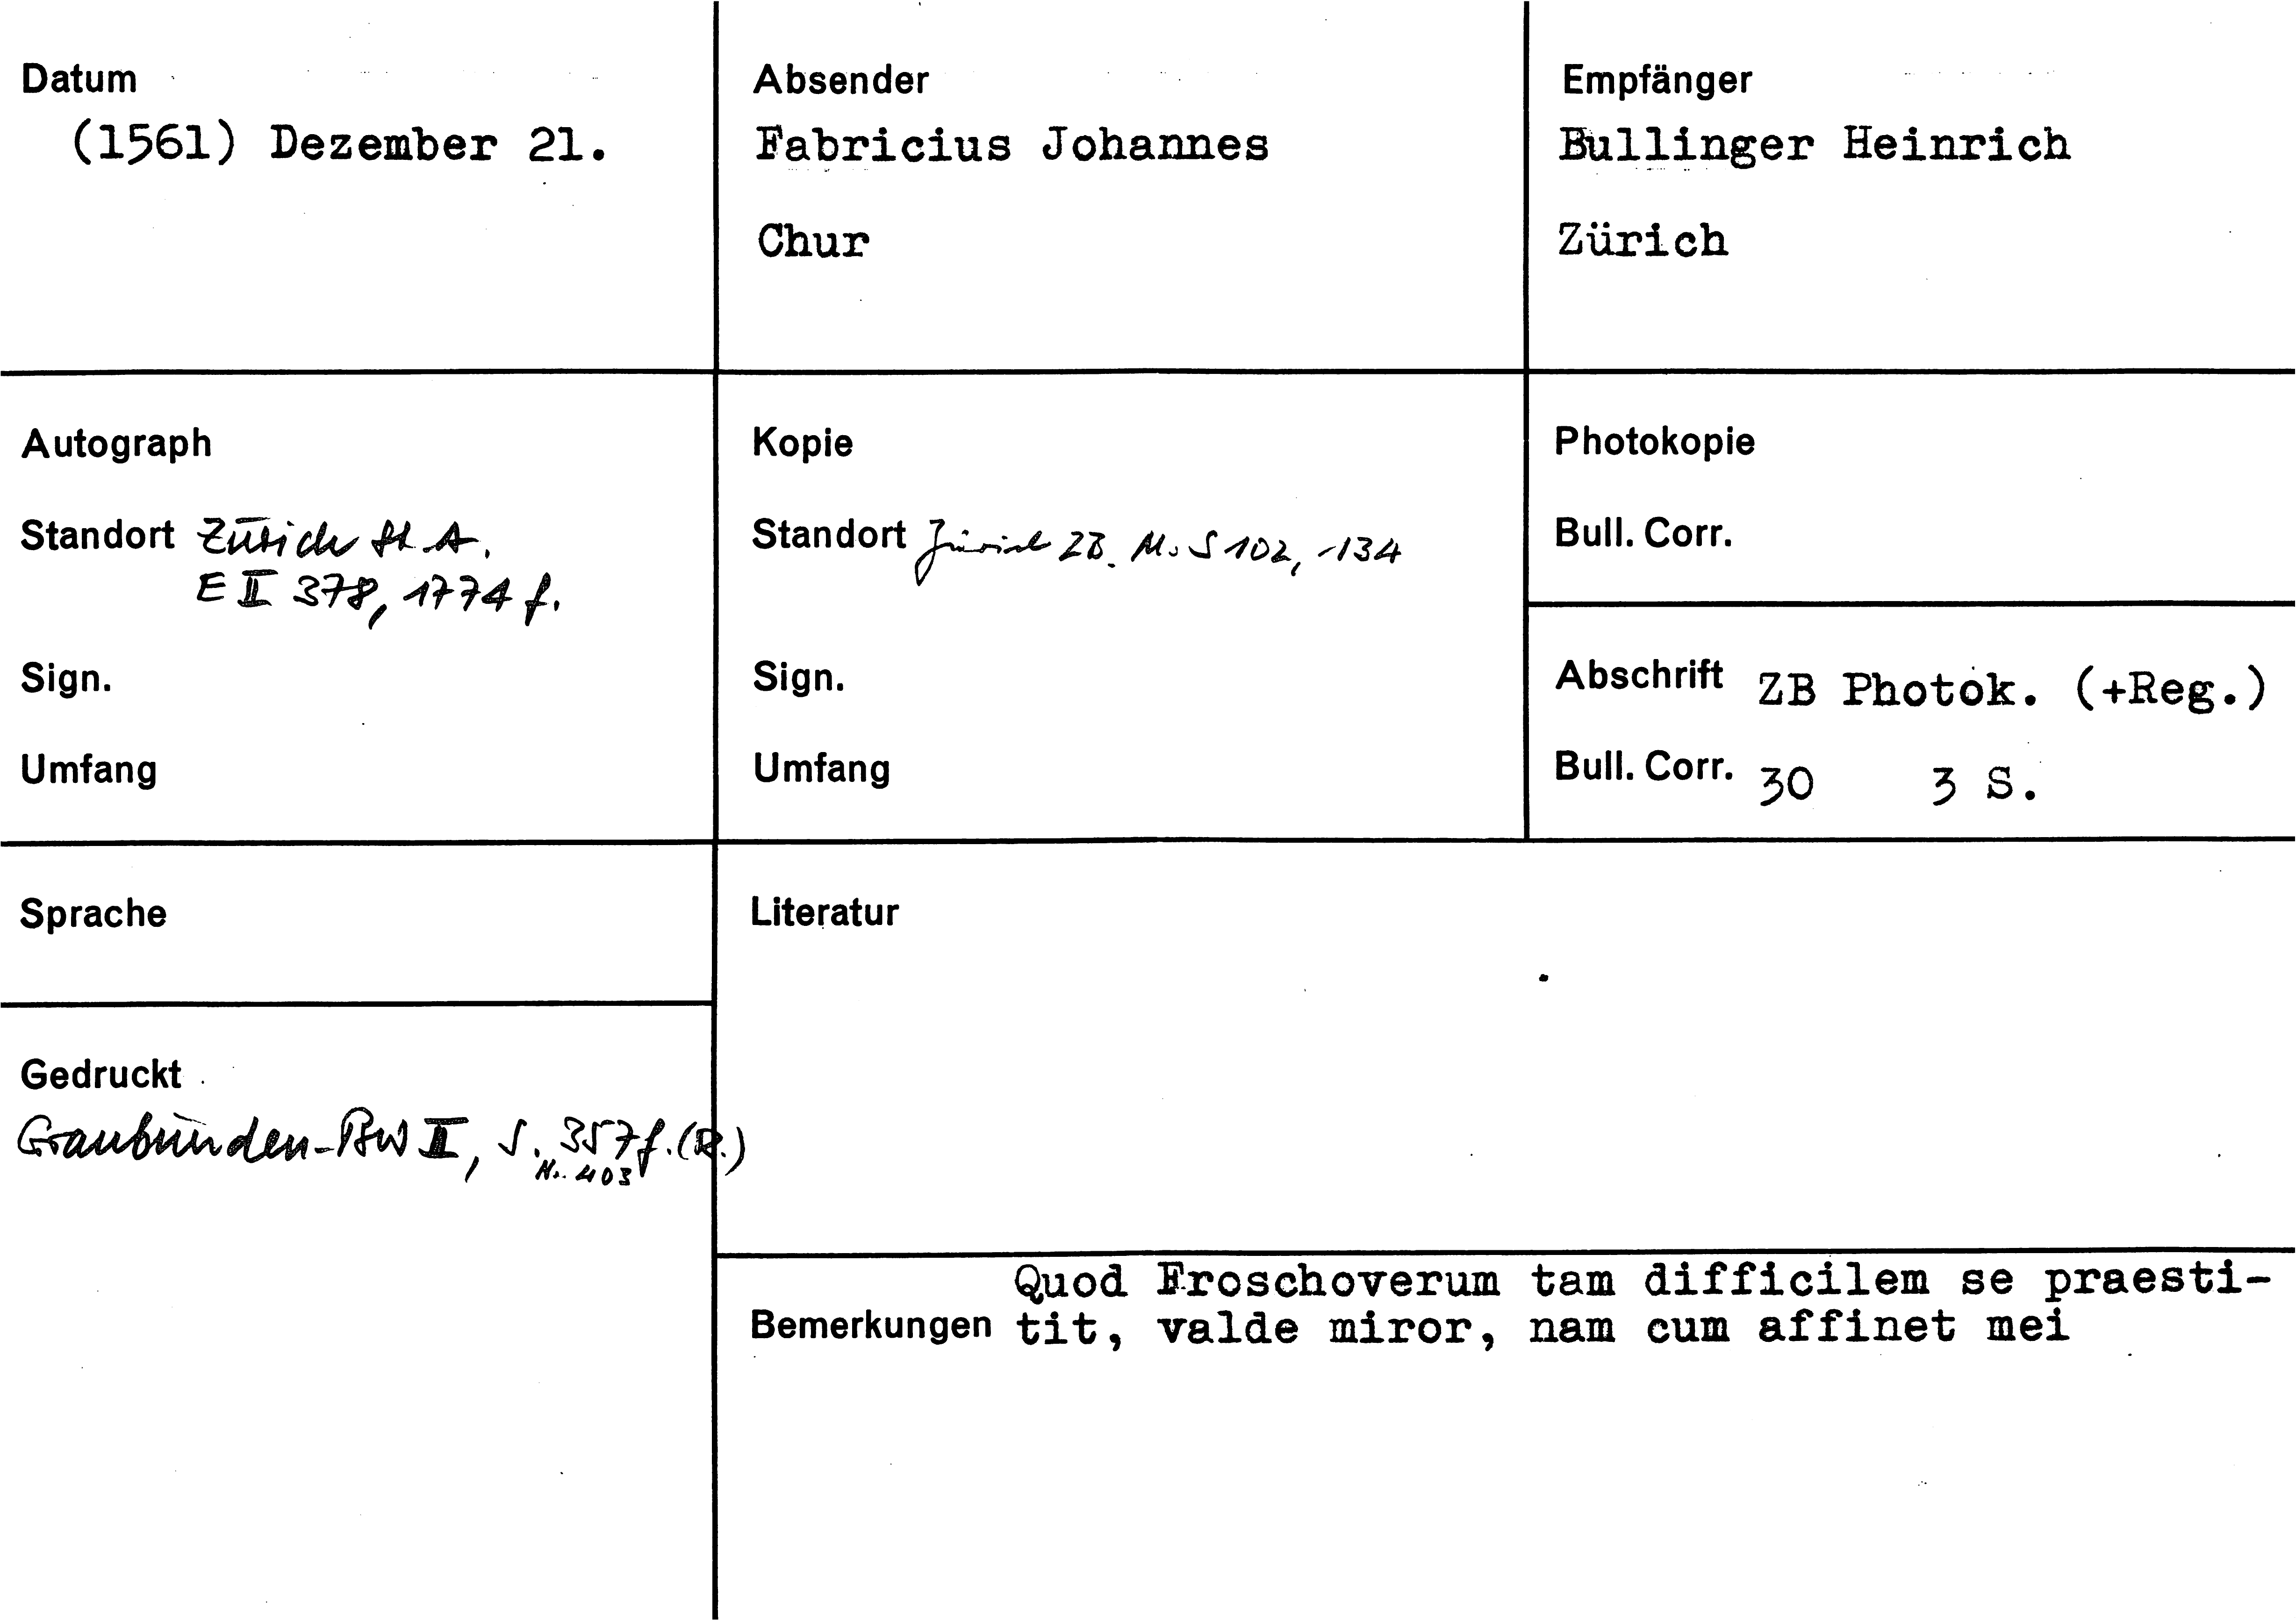 Datum
(1561) Dezember 21.
Absender
Fabricius Johannes
Chur
Empfänger
Bullinger Heinrich
Zürich
Autograph
Standort Zürich St. A.
E II 378, 1774 f.
Sign.
Umfang
Kopie
Standort Zürich ZB. Ms S 102, 134
Sign.
Umfang
Photokopie
Bull. Corr.
Abschrift ZB Photok. (+Reg.)
Bull. Corr. 30 3 S.
Sprache
Literatur
Gedruckt
Graubünden-BW II, S. 357 f. (R.)
Nr. 403
Bemerkungen
Quod Froschoverum tam difficilem se praesti-
tit, valde miror, nam cum affinet mei